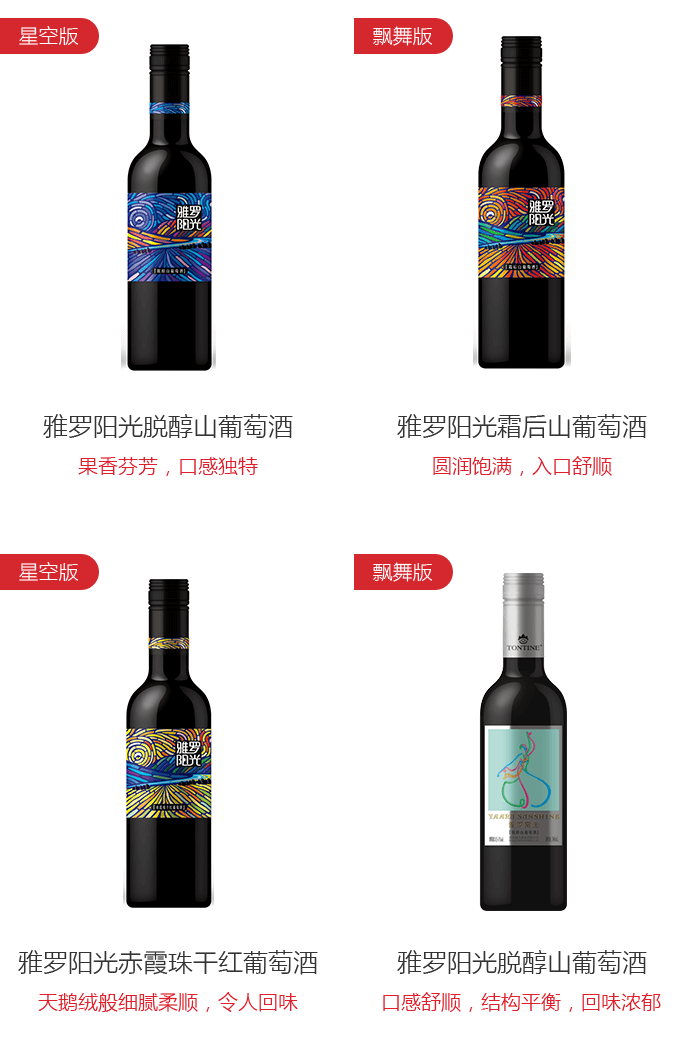 星空版
飘舞版
雅罗
阳光
雅罗
阳光
雅罗阳光脱醇山葡萄酒
雅罗阳光霜后山葡萄酒
果香芬芳，口感独特
圆润饱满，入口舒顺
星空版
飘舞版
TONTINE
雅罗
阳光
YAARO SUNSHINE
雅罗阳光赤霞珠干红葡萄酒
雅罗阳光脱醇山葡萄酒
天鹅绒般细腻柔顺，令人回味
口感舒顺，结构平衡，回味浓郁